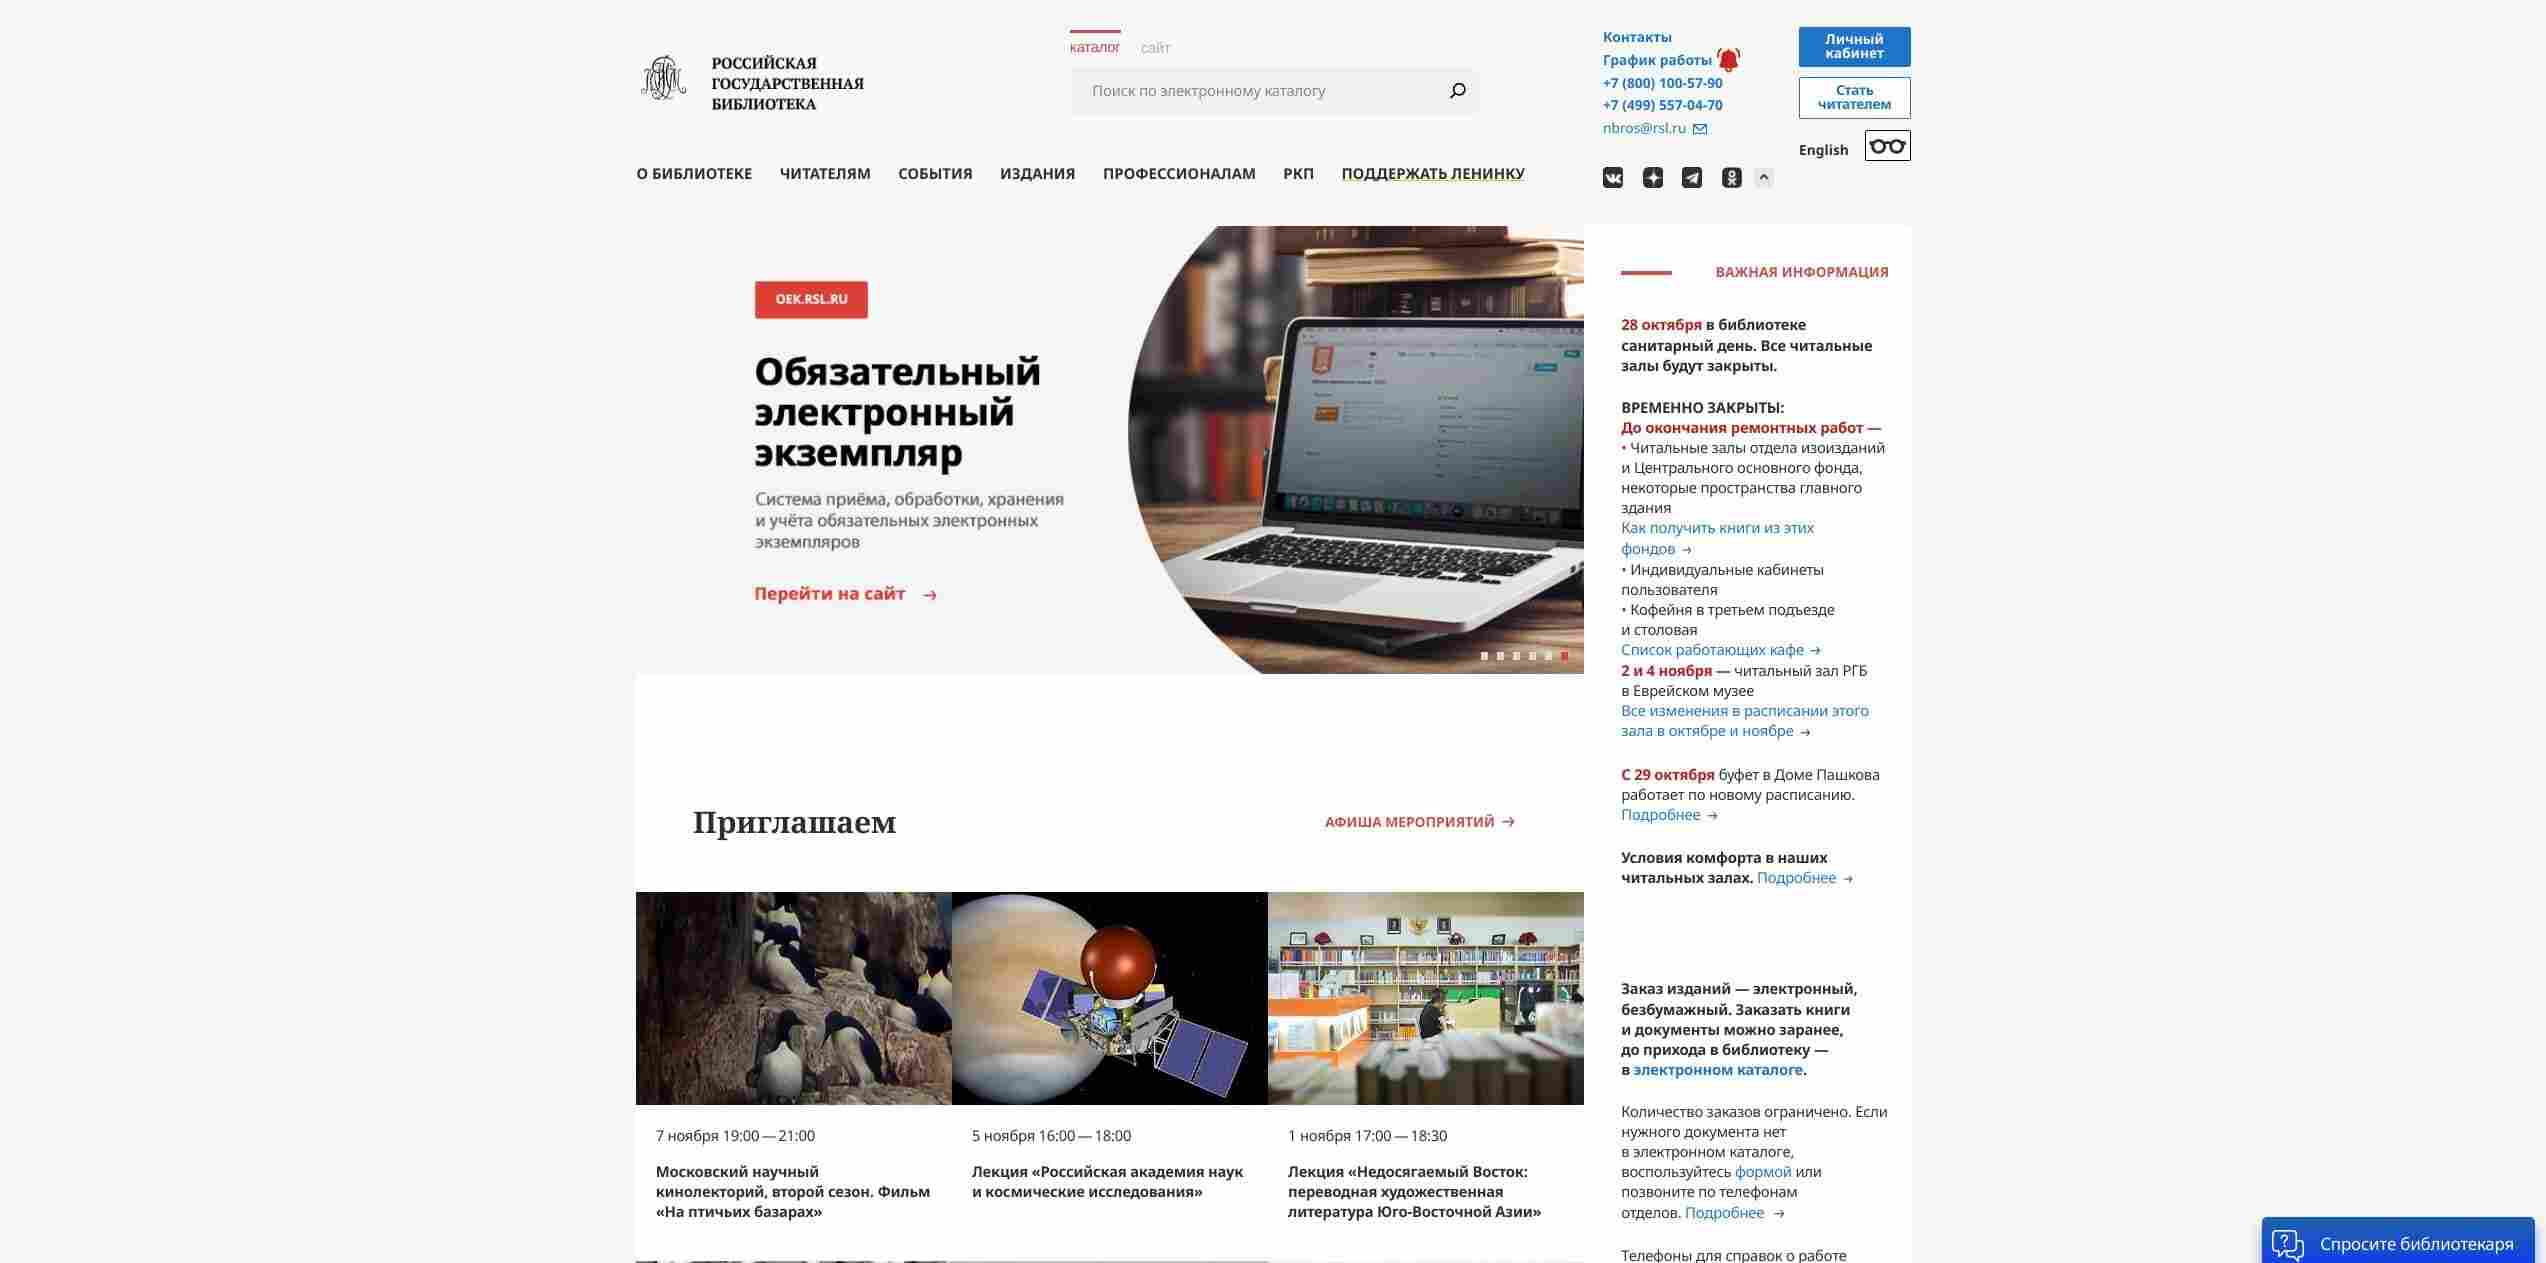 РОССИЙСКАЯ
ГОСУДАРСТВЕННАЯ
БИБЛИОТЕКА
каталог
сайт
Поиск по электронному каталогу
Контакты
График работы
+7 (800) 100-57-90
+7 (499) 557-04-70
nbros@rsl.ru
Личный
кабинет
Стать
читателем
English
О БИБЛИОТЕКЕ
ЧИТАТЕЛЯМ
СОБЫТИЯ
ИЗДАНИЯ
ПРОФЕССИОНАЛАМ
РКП
ПОДДЕРЖАТЬ ЛЕНИНКУ
OEK.RSL.RU
Обязательный
электронный
экземпляр
Система приёма, обработки, хранения
и учёта обязательных электронных
экземпляров
Перейти на сайт →
Приглашаем
АФИША МЕРОПРИЯТИЙ →
7 ноября 19:00 — 21:00
Московский научный
кинолекторий, второй сезон. Фильм
«На птичьих базарах»
5 ноября 16:00 — 18:00
Лекция «Российская академия наук
и космические исследования»
1 ноября 17:00 — 18:30
Лекция «Недосягаемый Восток:
переводная художественная
литература Юго-Восточной Азии»
ВАЖНАЯ ИНФОРМАЦИЯ
28 октября в библиотеке
санитарный день. Все читальные
залы будут закрыты.
ВРЕМЕННО ЗАКРЫТЫ:
До окончания ремонтных работ —
• Читальные залы отдела изоизданий
и Центрального основного фонда,
некоторые пространства главного
здания
Как получить книги из этих
фондов →
• Индивидуальные кабинеты
пользователя
• Кофейня в третьем подъезде
и столовая
Список работающих кафе →
2 и 4 ноября — читальный зал РГБ
в Еврейском музее
Все изменения в расписании этого
зала в октябре и ноябре →
С 29 октября буфет в Доме Пашкова
работает по новому расписанию.
Подробнее →
Условия комфорта в наших
читальных залах. Подробнее →
Заказ изданий — электронный,
безбумажный. Заказать книги
и документы можно заранее,
до прихода в библиотеку —
в электронном каталоге.
Количество заказов ограничено. Если
нужного документа нет
в электронном каталоге,
воспользуйтесь формой или
позвоните по телефонам
отделов. Подробнее →
Телефоны для справок о работе
Спросите библиотекаря